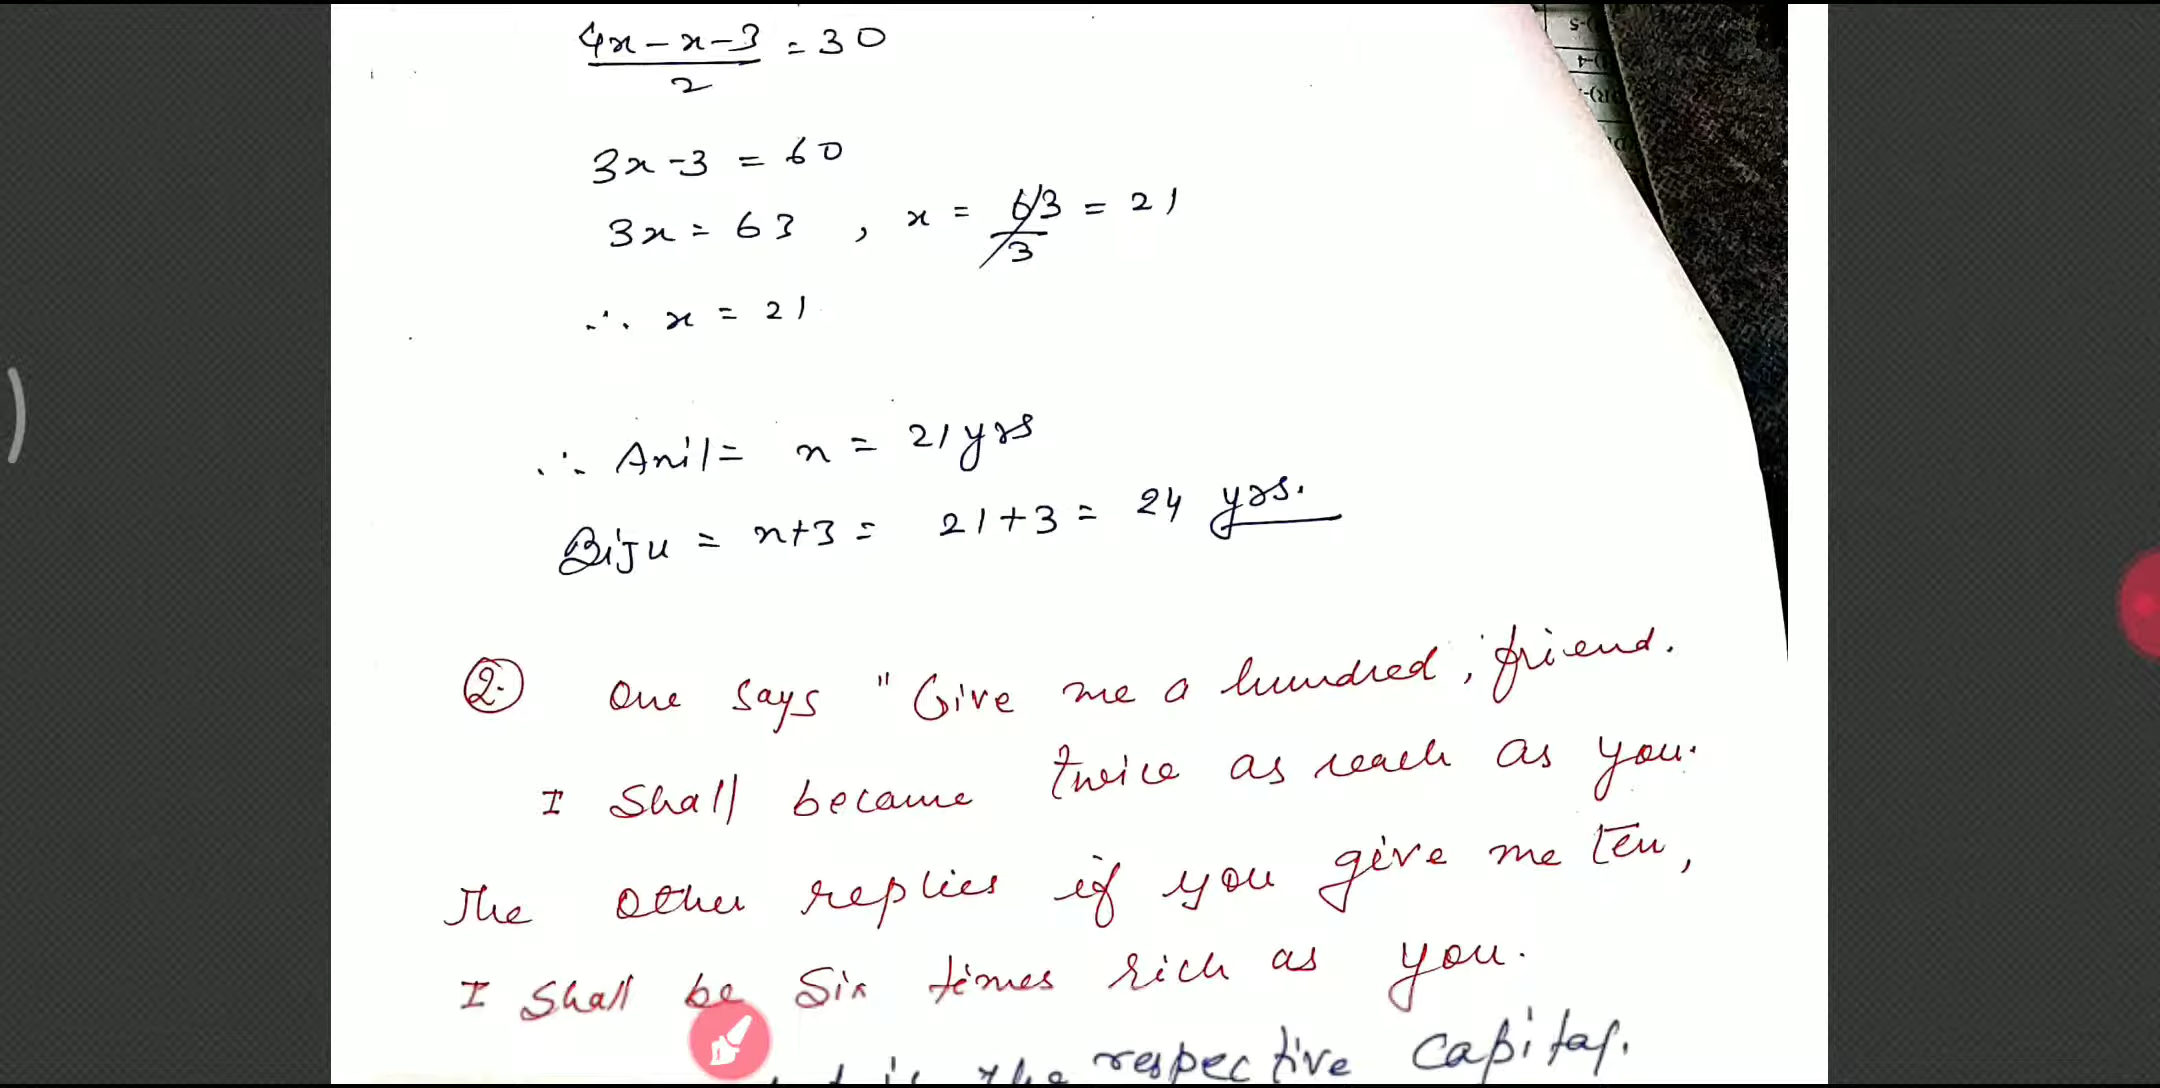 4x-x-3 = 30
2
3x-3 = 60
3x = 63 , x = 63/3 = 21
∴ x = 21
∴ Anil = x = 21 yrs
Biju = x+3 = 21+3 = 24 yrs.
2. One says "Give me a hundred, friend.
I shall became twice as reach as you.
The other replies if you give me ten,
I shall be six times rich as you.
the respective capital.